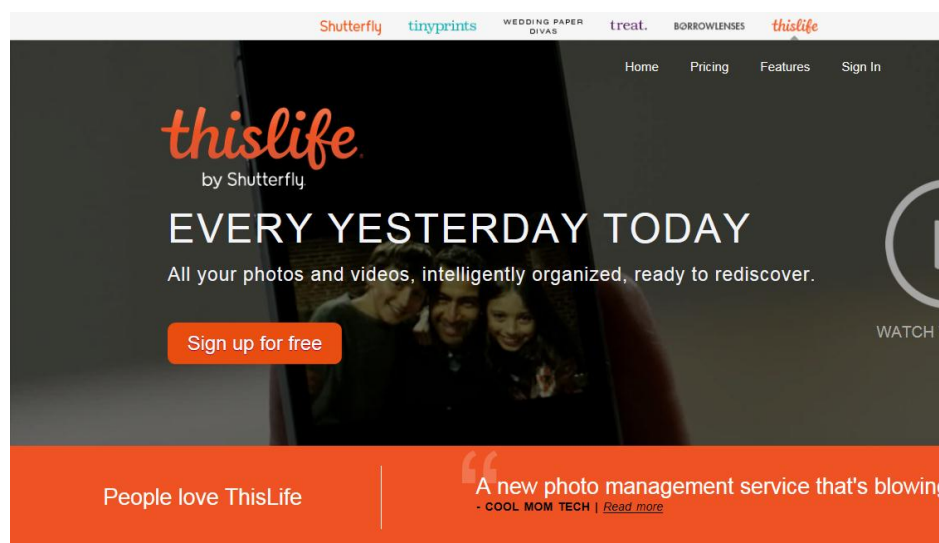 Shutterfly tinyprints WEDDING PAPER DIVAS treat. BORROWLENSES thislife
Home Pricing Features Sign In
thislife
by Shutterfly.
EVERY YESTERDAY TODAY
All your photos and videos, intelligently organized, ready to rediscover.
WATCH
Sign up for free
People love ThisLife
“
A new photo management service that's blowing
- COOL MOM TECH | Read more